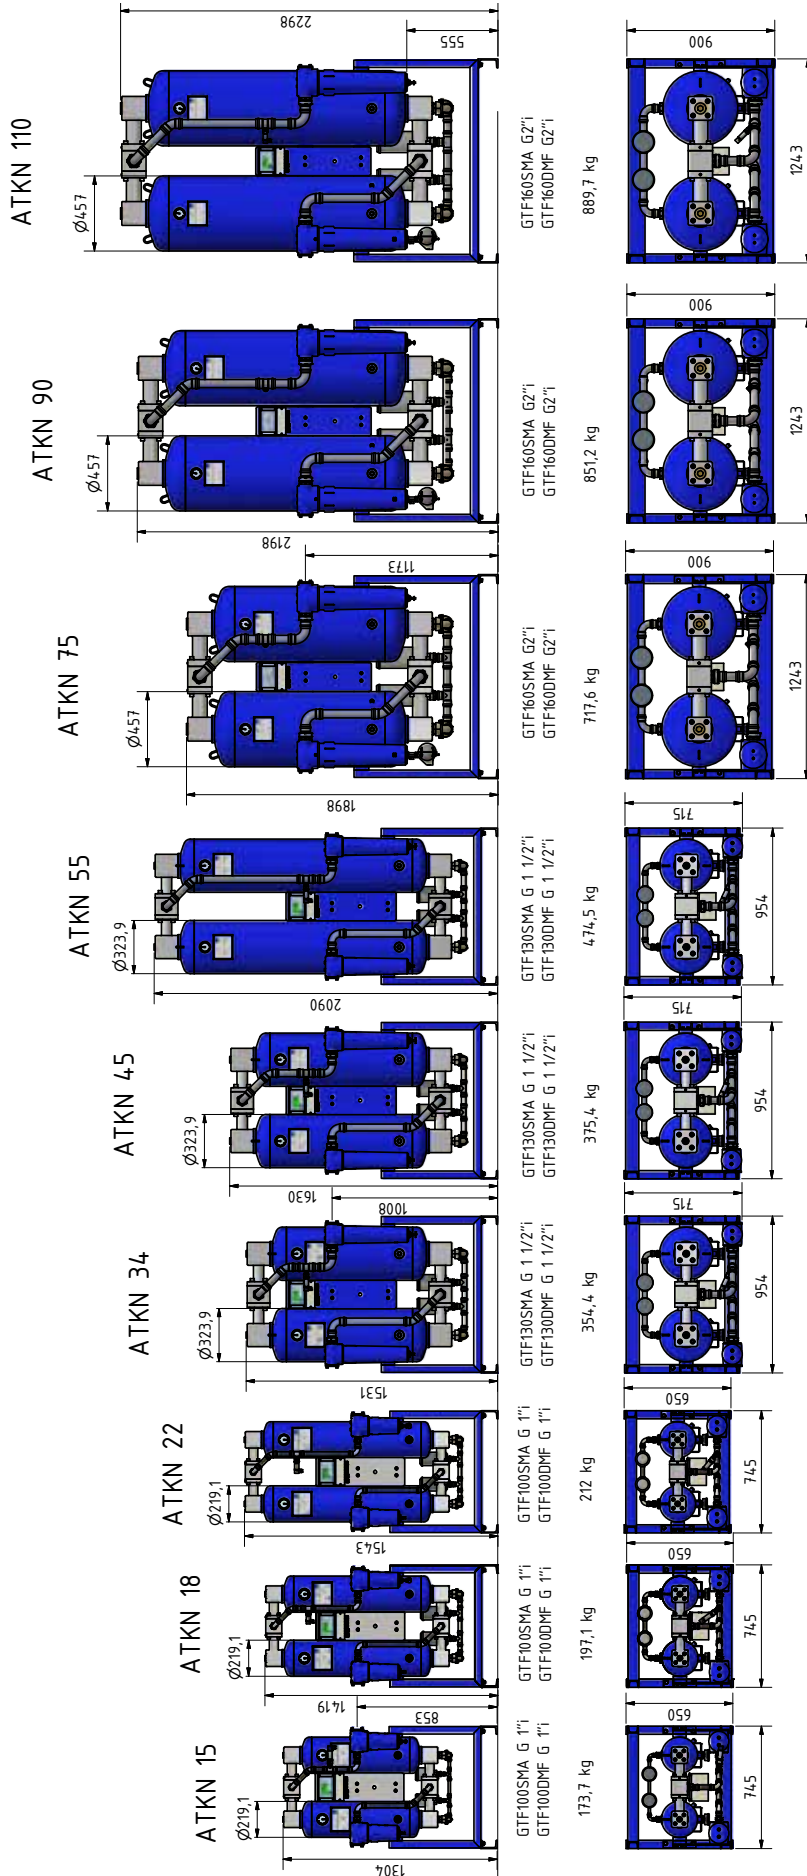 ATKN 110
Ø457
2298
555
GTF160SMA G2"i
GTF160DMF G2"i
889,7 kg
900
1243
ATKN 90
Ø457
2198
GTF160SMA G2"i
GTF160DMF G2"i
851,2 kg
900
1243
ATKN 75
Ø457
1898
1173
GTF160SMA G2"i
GTF160DMF G2"i
717,6 kg
900
1243
ATKN 55
Ø323,9
2090
GTF130SMA G 1 1/2"i
GTF130DMF G 1 1/2"i
474,5 kg
715
954
ATKN 45
Ø323,9
1630
1008
GTF130SMA G 1 1/2"i
GTF130DMF G 1 1/2"i
375,4 kg
715
954
ATKN 34
Ø323,9
1531
GTF130SMA G 1 1/2"i
GTF130DMF G 1 1/2"i
354,4 kg
715
954
ATKN 22
Ø219,1
1543
GTF100SMA G 1"i
GTF100DMF G 1"i
212 kg
650
745
ATKN 18
Ø219,1
1419
853
GTF100SMA G 1"i
GTF100DMF G 1"i
197,1 kg
650
745
ATKN 15
Ø219,1
1304
GTF100SMA G 1"i
GTF100DMF G 1"i
173,7 kg
650
745